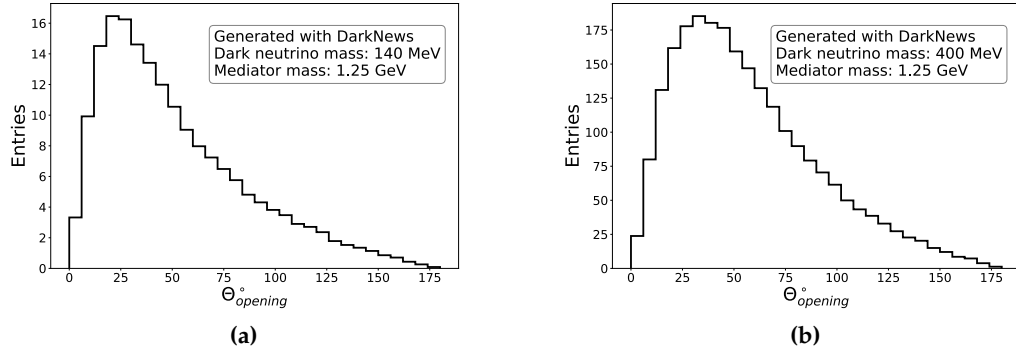 Generated with DarkNews
Dark neutrino mass: 140 MeV
Mediator mass: 1.25 GeV
Entries
16
14
12
10
8
6
4
2
0
0 25 50 75 100 125 150 175
Θ°opening
(a)
Generated with DarkNews
Dark neutrino mass: 400 MeV
Mediator mass: 1.25 GeV
Entries
175
150
125
100
75
50
25
0
0 25 50 75 100 125 150 175
Θ°opening
(b)